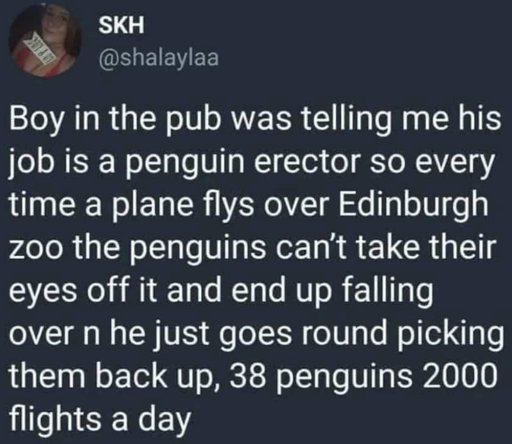 SKH
@shalaylaa
Boy in the pub was telling me his
job is a penguin erector so every
time a plane flys over Edinburgh
zoo the penguins can't take their
eyes off it and end up falling
over n he just goes round picking
them back up, 38 penguins 2000
flights a day